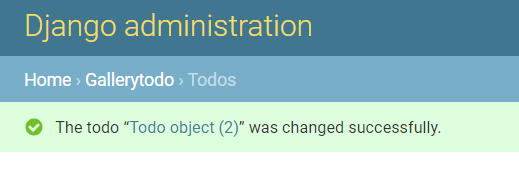 Django administration
Home › Gallerytodo › Todos
The todo “Todo object (2)” was changed successfully.